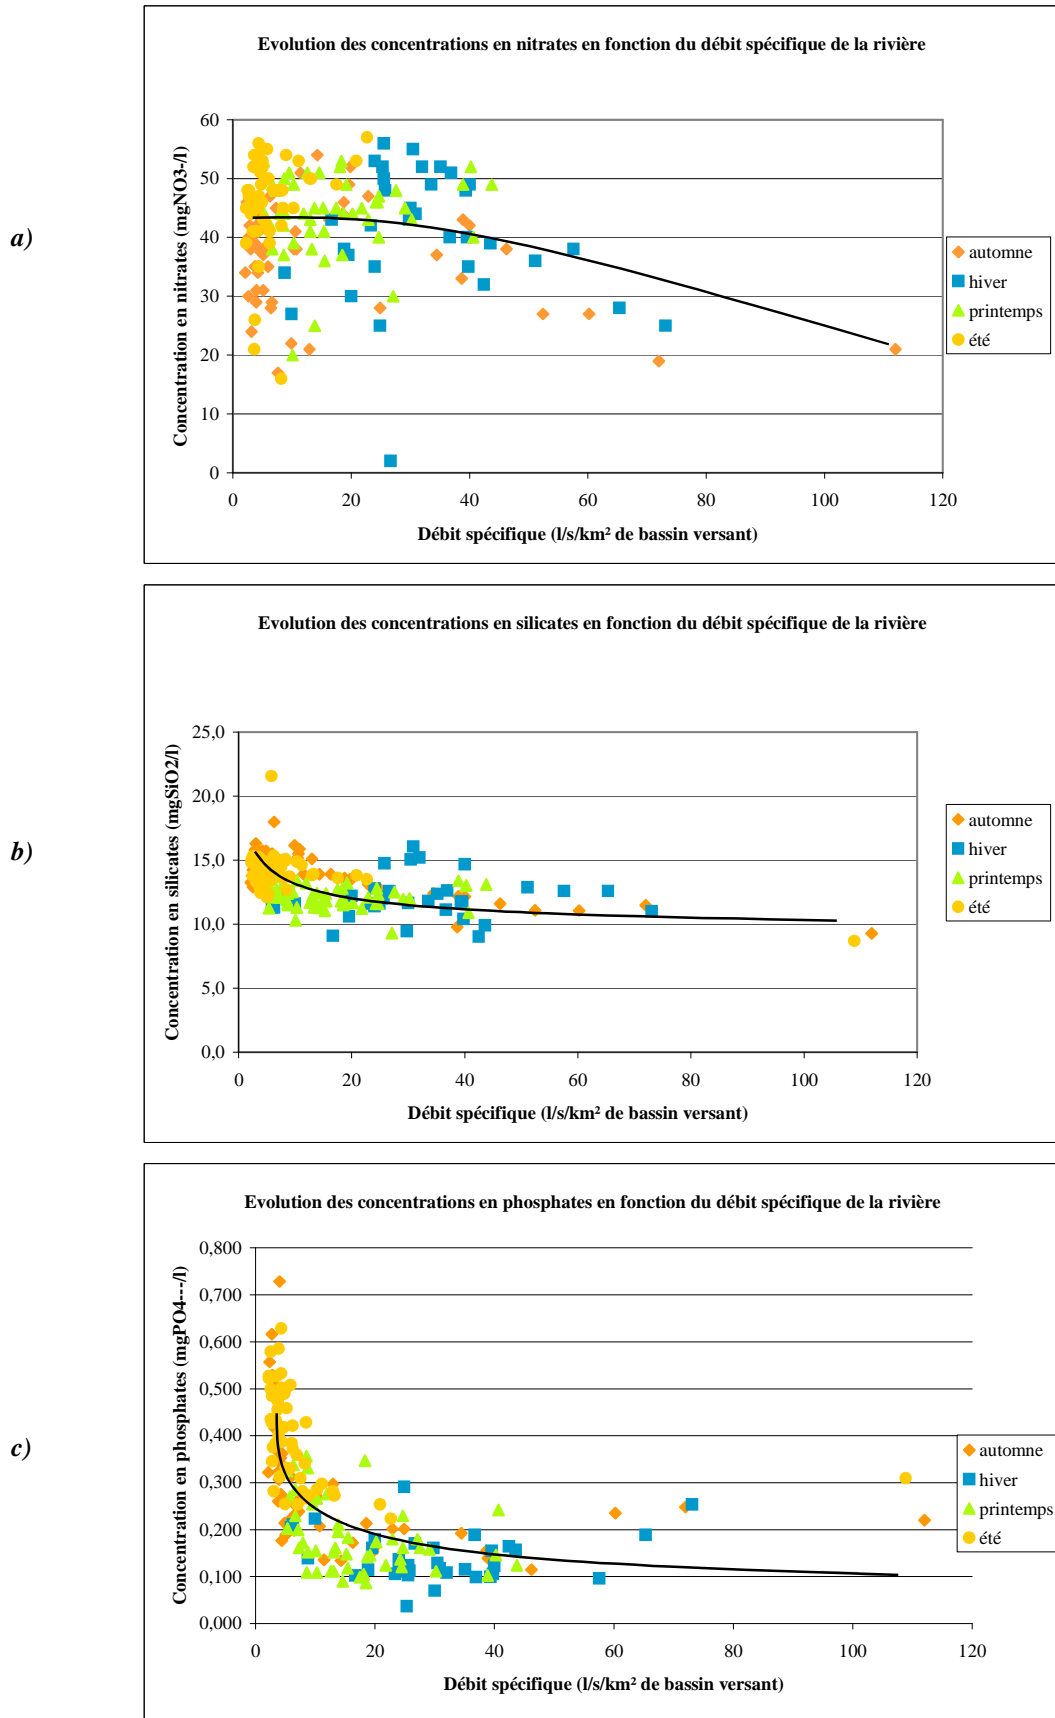 a)
Evolution des concentrations en nitrates en fonction du débit spécifique de la rivière
Concentration en nitrates (mgNO3-/l)
60
50
40
30
20
10
0
0 20 40 60 80 100 120
Débit spécifique (l/s/km² de bassin versant)
automne
hiver
printemps
été
b)
Evolution des concentrations en silicates en fonction du débit spécifique de la rivière
Concentration en silicates (mgSiO2/l)
25,0
20,0
15,0
10,0
5,0
0,0
0 20 40 60 80 100 120
Débit spécifique (l/s/km² de bassin versant)
automne
hiver
printemps
été
c)
Evolution des concentrations en phosphates en fonction du débit spécifique de la rivière
Concentration en phosphates (mgPO4---/l)
0,800
0,700
0,600
0,500
0,400
0,300
0,200
0,100
0,000
0 20 40 60 80 100 120
Débit spécifique (l/s/km² de bassin versant)
automne
hiver
printemps
été